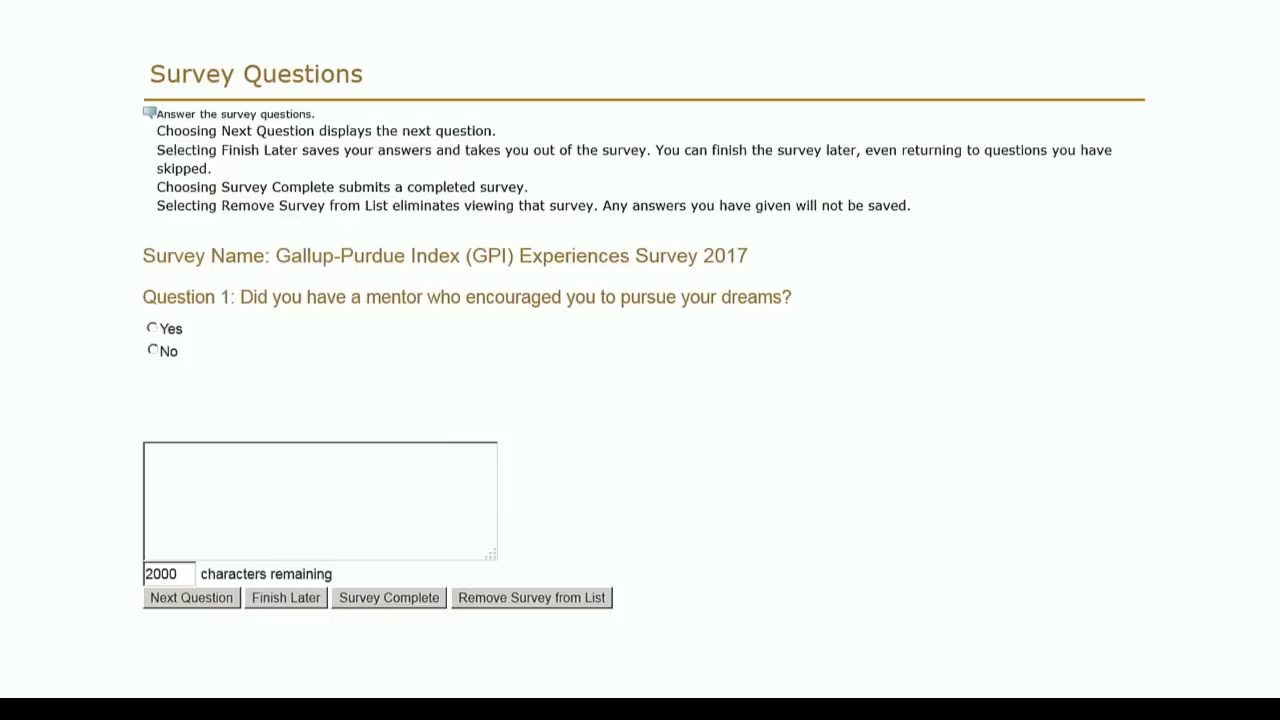 Survey Questions
Answer the survey questions.
Choosing Next Question displays the next question.
Selecting Finish Later saves your answers and takes you out of the survey. You can finish the survey later, even returning to questions you have
skipped.
Choosing Survey Complete submits a completed survey.
Selecting Remove Survey from List eliminates viewing that survey. Any answers you have given will not be saved.
Survey Name: Gallup-Purdue Index (GPI) Experiences Survey 2017
Question 1: Did you have a mentor who encouraged you to pursue your dreams?
Yes
No
2000 characters remaining
Next Question Finish Later Survey Complete Remove Survey from List